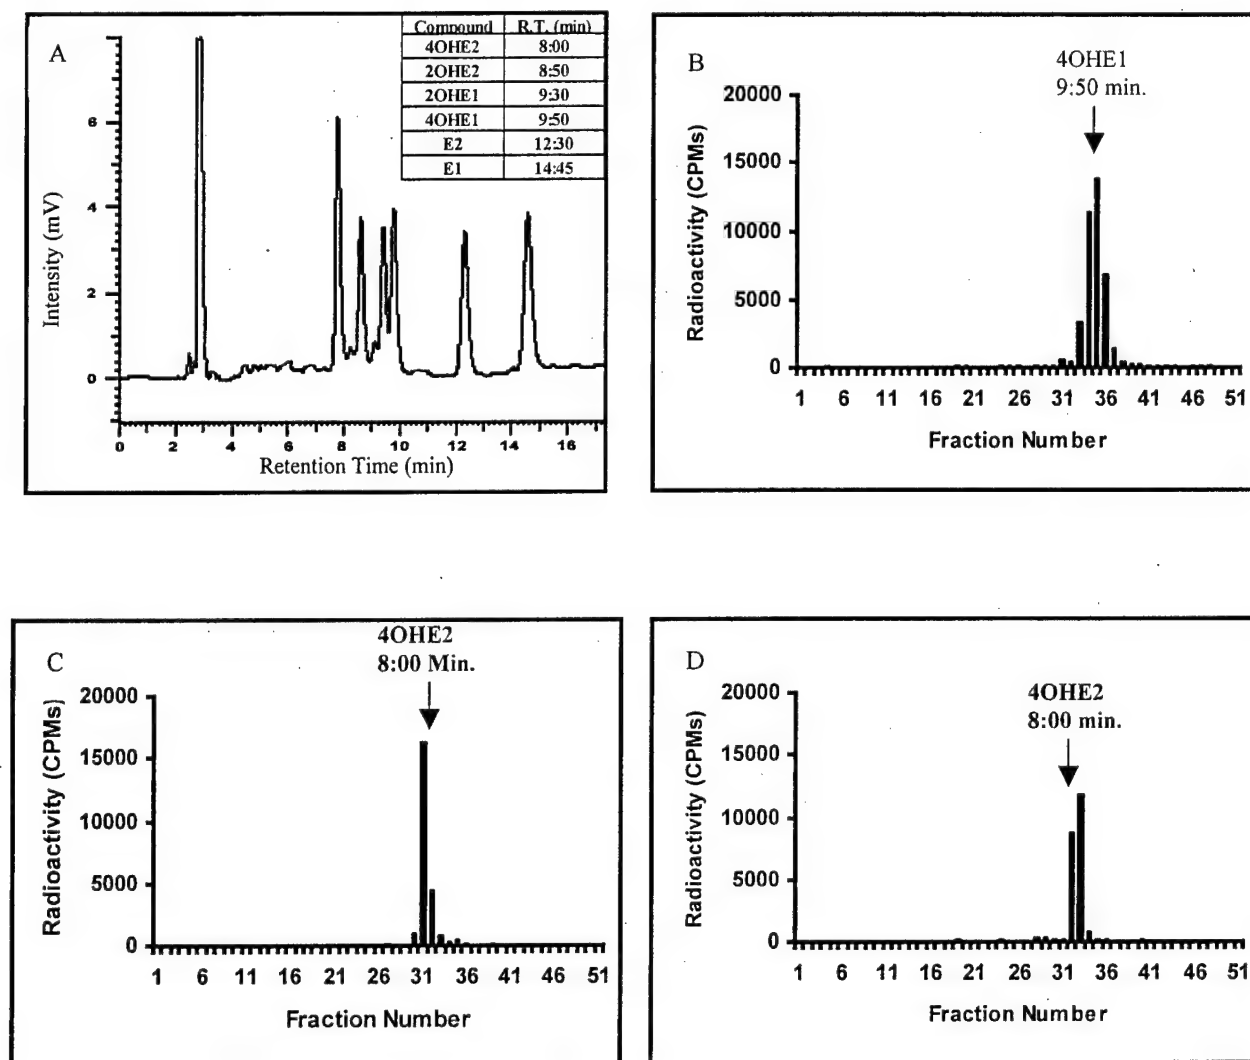 A
Compound R.T. (min)
4OHE2 8:00
2OHE2 8:50
2OHE1 9:30
4OHE1 9:50
E2 12:30
E1 14:45
Intensity (mV)
6
4
2
0
0 2 4 6 8 10 12 14 16
Retention Time (min)
B
4OHE1
9:50 min.
Radioactivity (CPMs)
20000
15000
10000
5000
0
1 6 11 16 21 26 31 36 41 46 51
Fraction Number
C
4OHE2
8:00 Min.
Radioactivity (CPMs)
20000
15000
10000
5000
0
1 6 11 16 21 26 31 36 41 46 51
Fraction Number
D
4OHE2
8:00 min.
Radioactivity (CPMs)
20000
15000
10000
5000
0
1 6 11 16 21 26 31 36 41 46 51
Fraction Number